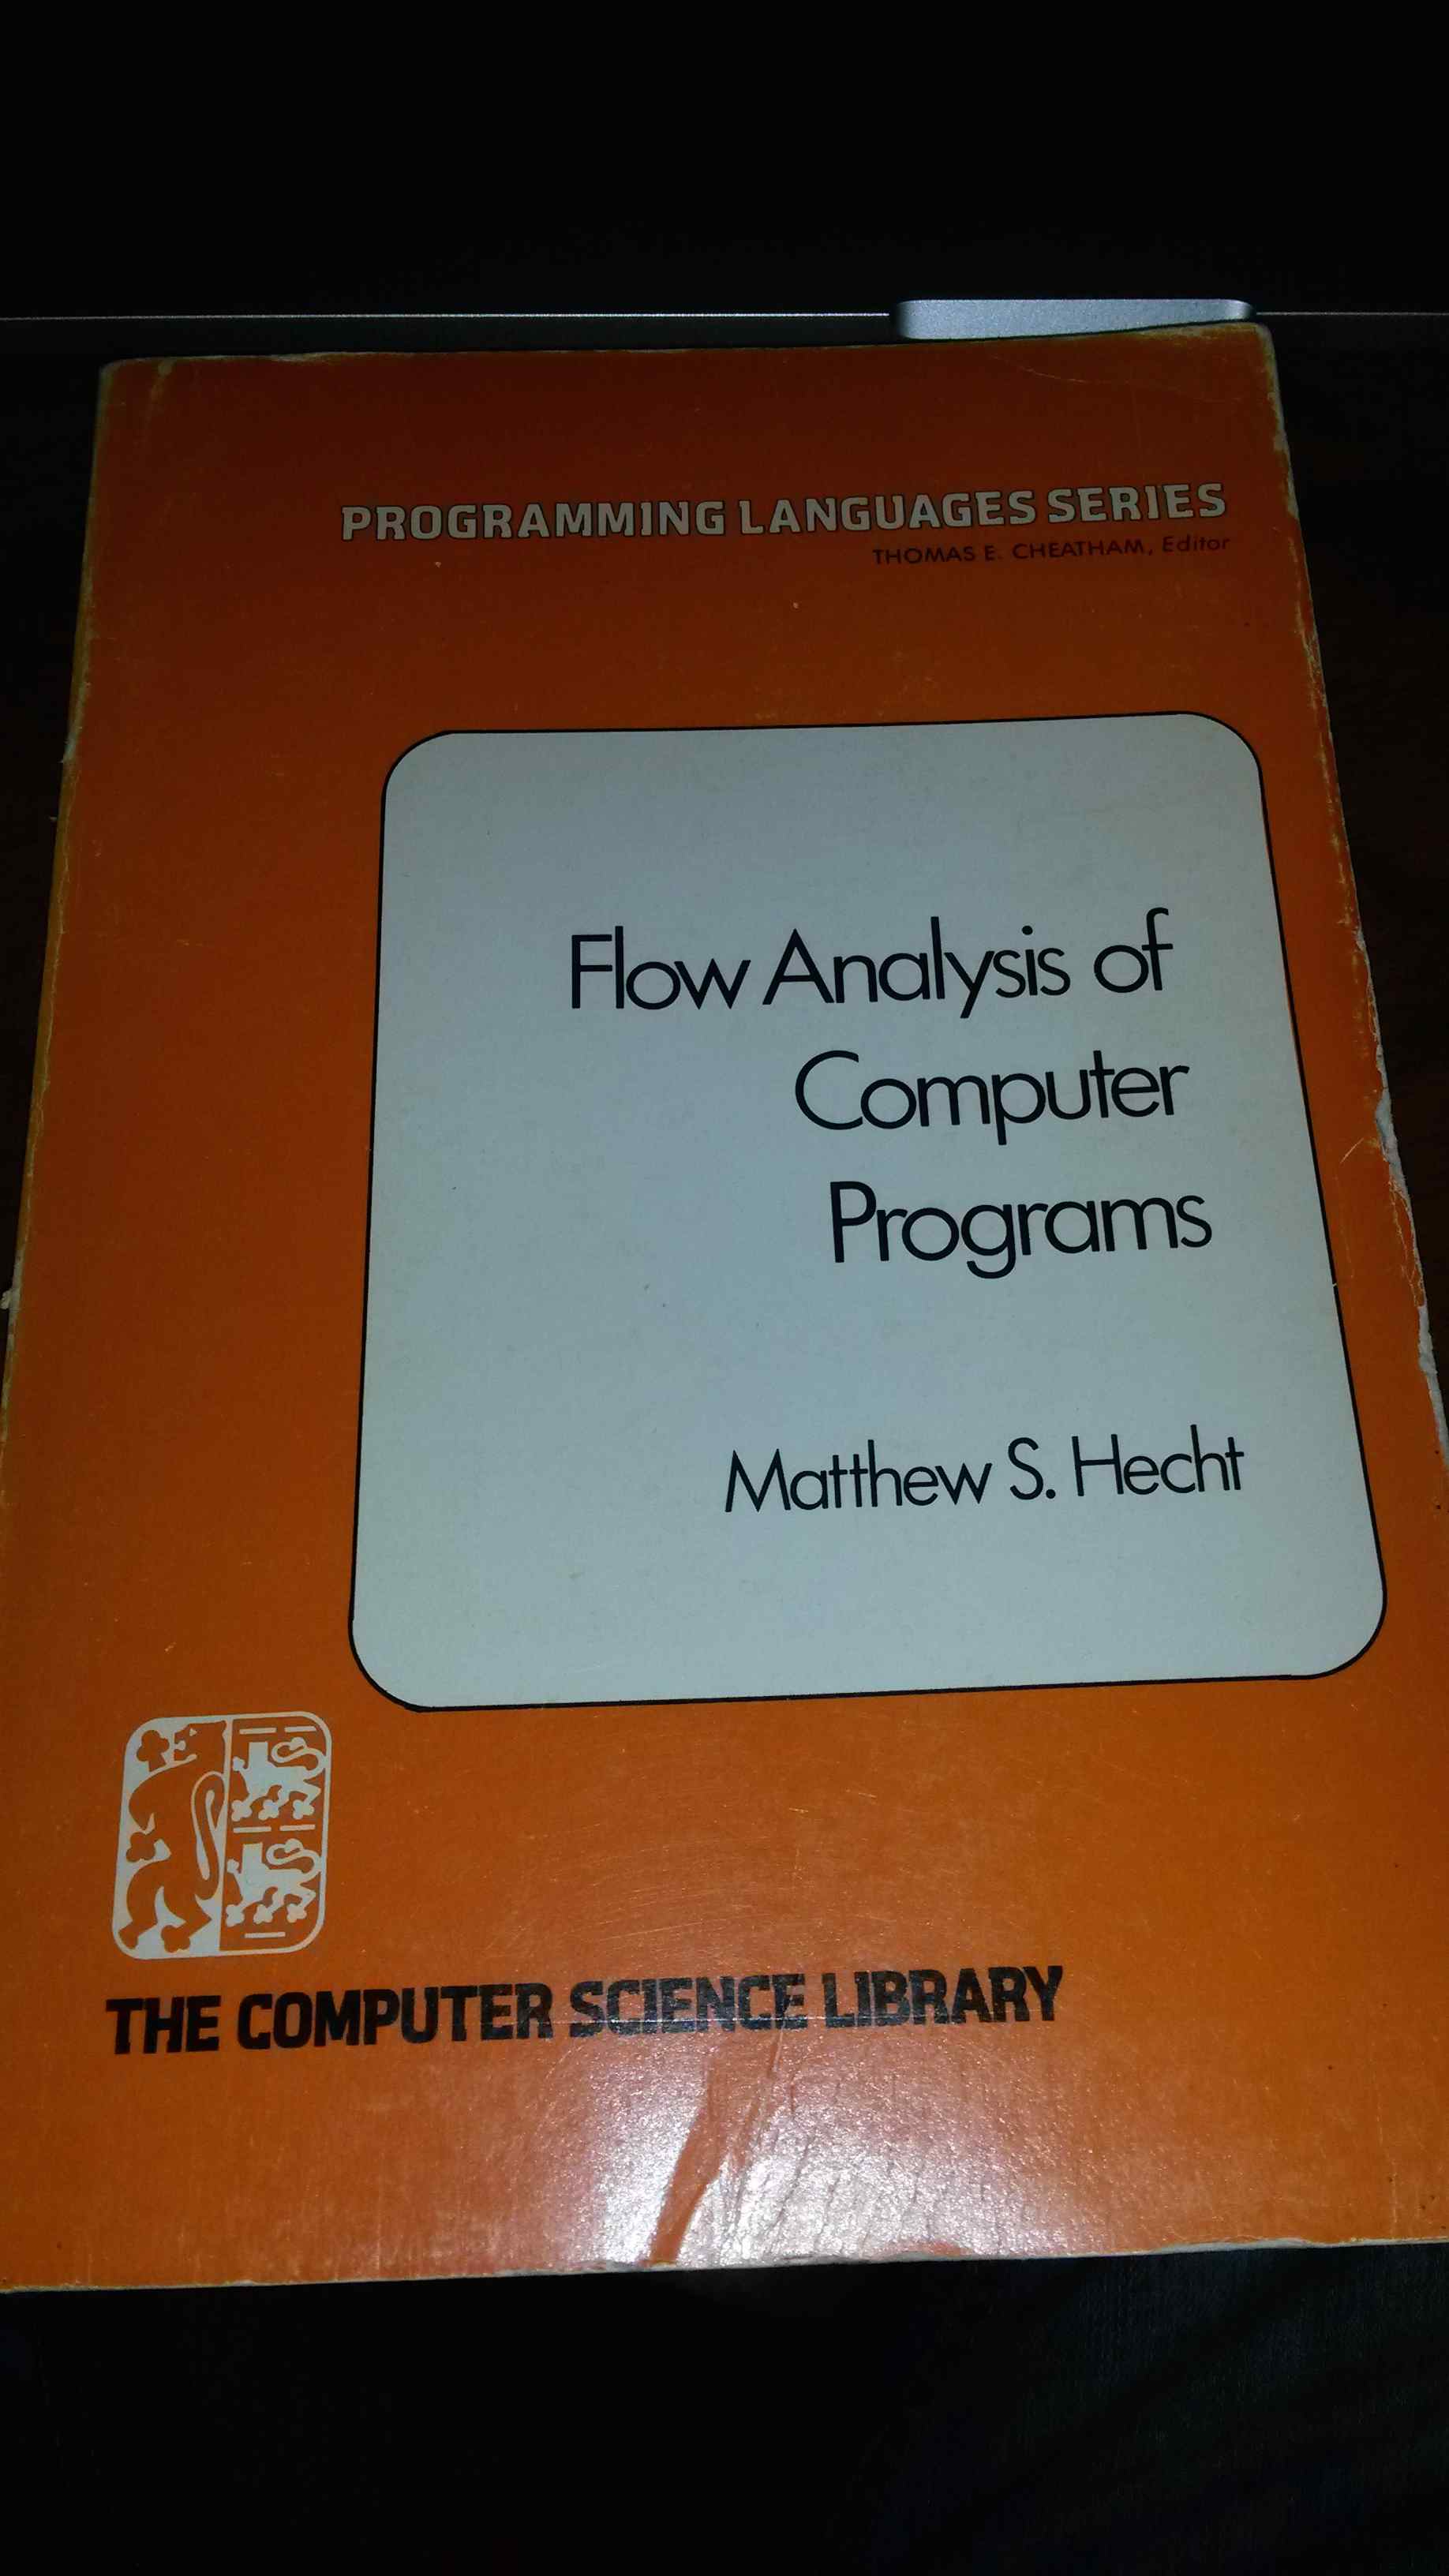 PROGRAMMING LANGUAGES SERIES
THOMAS E. CHEATHAM, Editor
Flow Analysis of
Computer
Programs
Matthew S. Hecht
THE COMPUTER SCIENCE LIBRARY